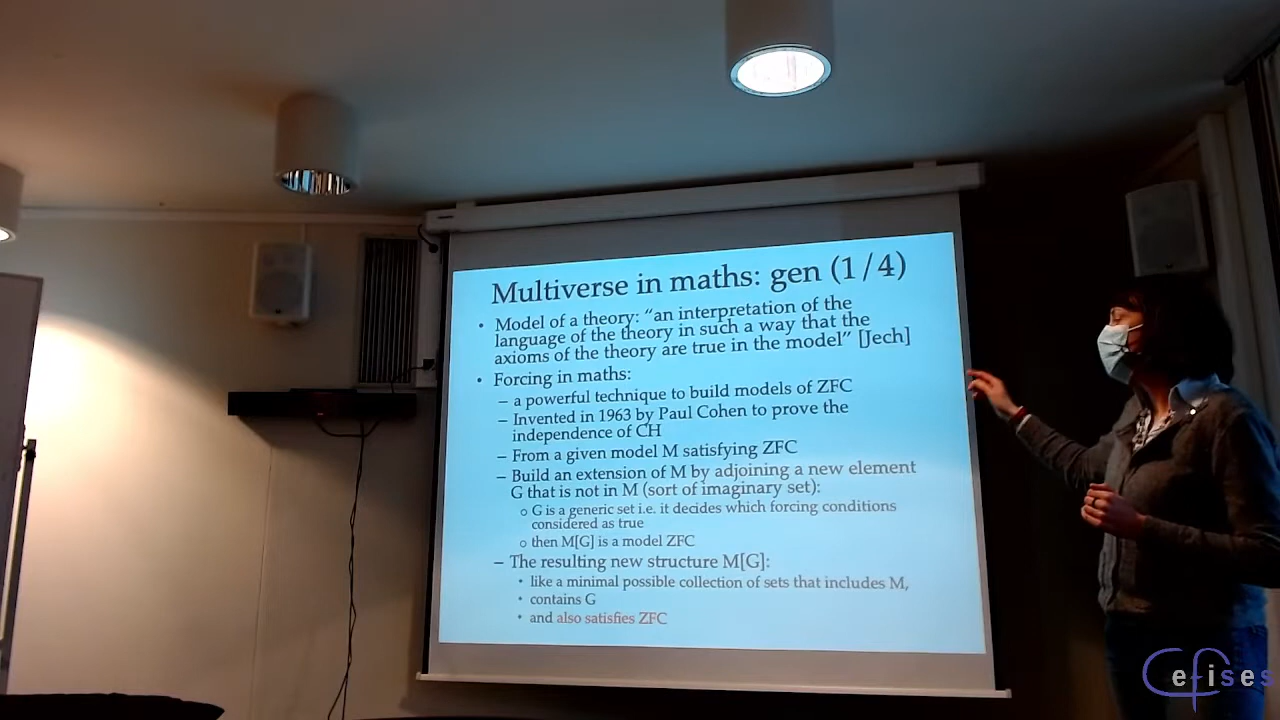 Multiverse in maths: gen (1/4)
• Model of a theory: “an interpretation of the
language of the theory in such a way that the
axioms of the theory are true in the model” [Jech]
• Forcing in maths:
– a powerful technique to build models of ZFC
– Invented in 1963 by Paul Cohen to prove the
independence of CH
– From a given model M satisfying ZFC
– Build an extension of M by adjoining a new element
G that is not in M (sort of imaginary set):
○ G is a generic set i.e. it decides which forcing conditions
considered as true
○ then M[G] is a model ZFC
– The resulting new structure M[G]:
• like a minimal possible collection of sets that includes M,
• contains G
• and also satisfies ZFC
Cefises